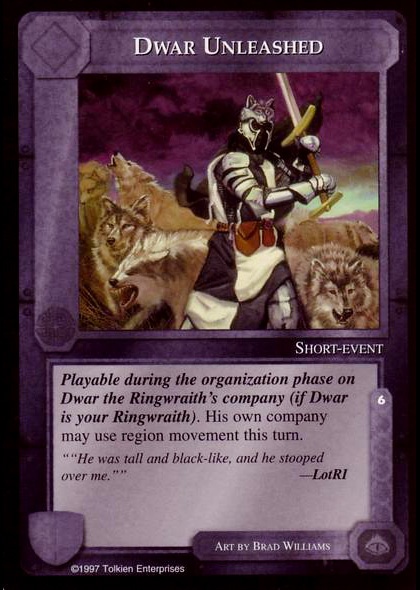 DWAR UNLEASHED
SHORT-EVENT
Playable during the organization phase on
Dwar the Ringwraith's company (if Dwar
is your Ringwraith). His own company
may use region movement this turn.
6
““He was tall and black-like, and he stooped
over me.”” —LotRI
ART BY BRAD WILLIAMS
©1997 Tolkien Enterprises